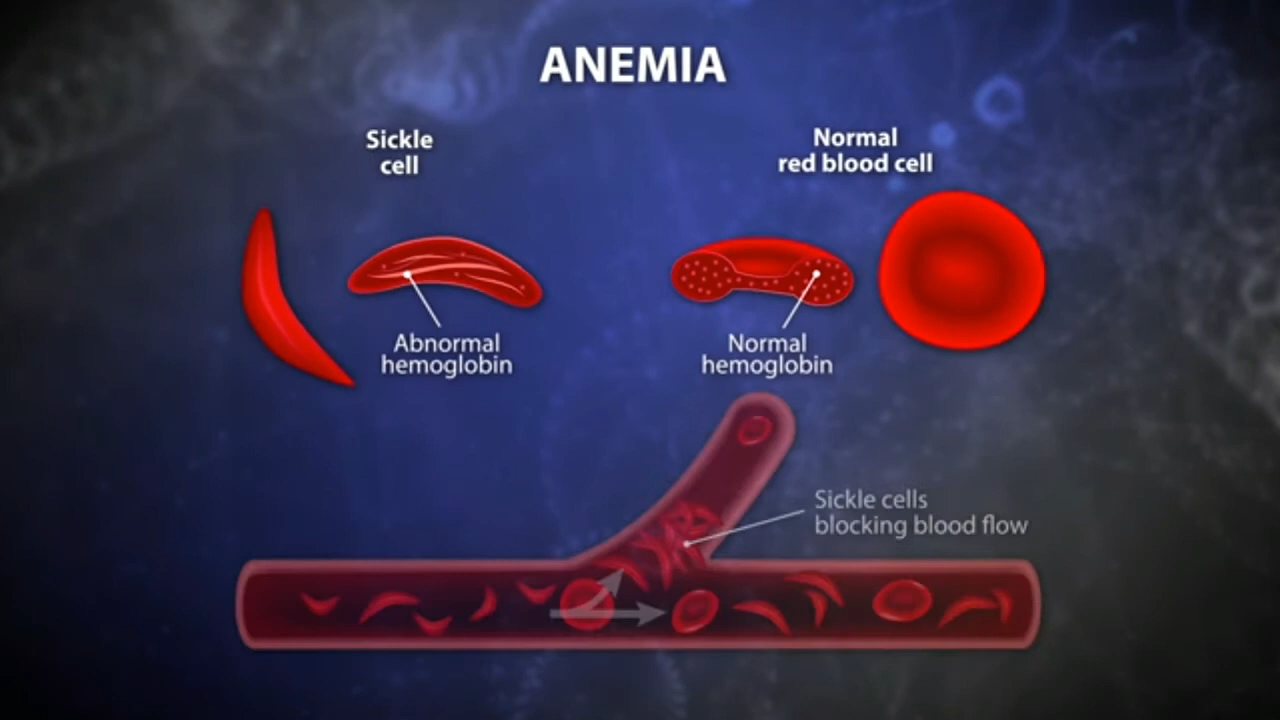 ANEMIA
Sickle
cell
Normal
red blood cell
Abnormal
hemoglobin
Normal
hemoglobin
Sickle cells
blocking blood flow